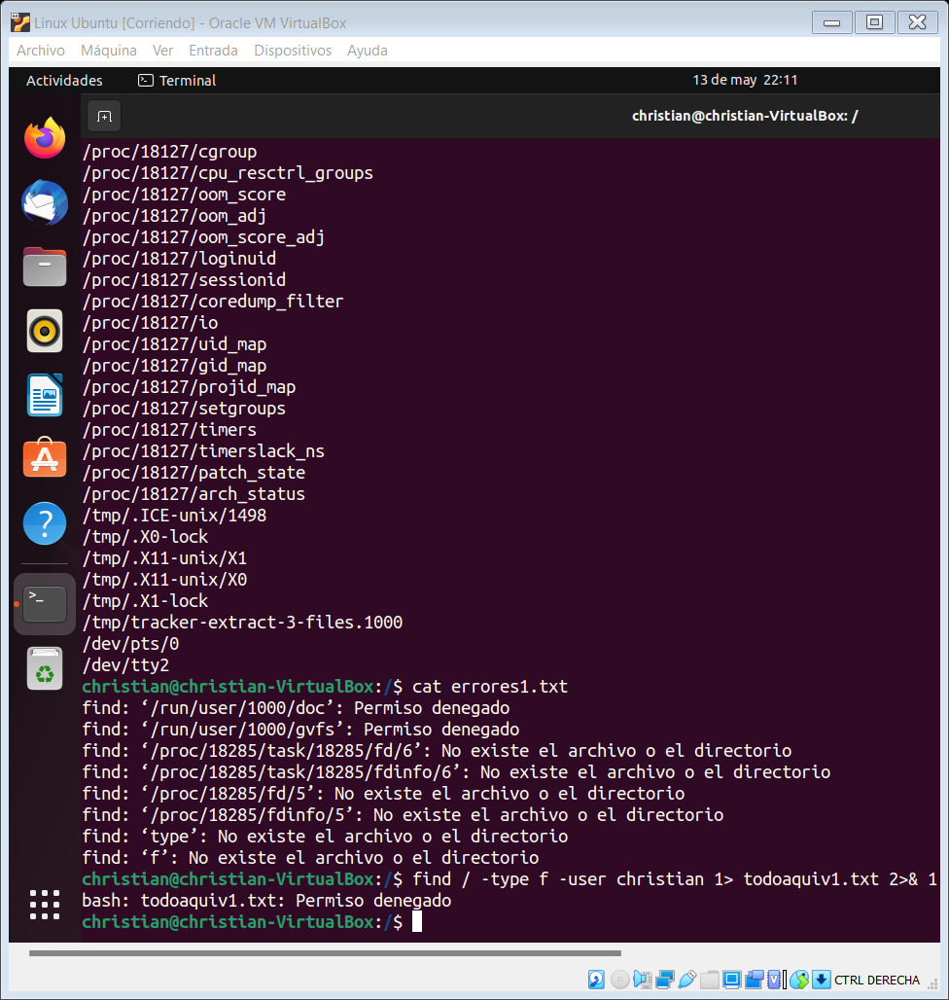 Linux Ubuntu [Corriendo] - Oracle VM VirtualBox
Archivo Máquina Ver Entrada Dispositivos Ayuda
Actividades Terminal 13 de may 22:11
christian@christian-VirtualBox: /
/proc/18127/cgroup
/proc/18127/cpu_resctrl_groups
/proc/18127/oom_score
/proc/18127/oom_adj
/proc/18127/oom_score_adj
/proc/18127/loginuid
/proc/18127/sessionid
/proc/18127/coredump_filter
/proc/18127/io
/proc/18127/uid_map
/proc/18127/gid_map
/proc/18127/projid_map
/proc/18127/setgroups
/proc/18127/timers
/proc/18127/timerslack_ns
/proc/18127/patch_state
/proc/18127/arch_status
/tmp/.ICE-unix/1498
/tmp/.X0-lock
/tmp/.X11-unix/X1
/tmp/.X11-unix/X0
/tmp/.X1-lock
/tmp/tracker-extract-3-files.1000
/dev/pts/0
/dev/tty2
christian@christian-VirtualBox:/$ cat errores1.txt
find: ‘/run/user/1000/doc’: Permiso denegado
find: ‘/run/user/1000/gvfs’: Permiso denegado
find: ‘/proc/18285/task/18285/fd/6’: No existe el archivo o el directorio
find: ‘/proc/18285/task/18285/fdinfo/6’: No existe el archivo o el directorio
find: ‘/proc/18285/fd/5’: No existe el archivo o el directorio
find: ‘/proc/18285/fdinfo/5’: No existe el archivo o el directorio
find: ‘type’: No existe el archivo o el directorio
find: ‘f’: No existe el archivo o el directorio
christian@christian-VirtualBox:/$ find / -type f -user christian 1> todoaquiv1.txt 2>& 1
bash: todoaquiv1.txt: Permiso denegado
christian@christian-VirtualBox:/$
CTRL DERECHA